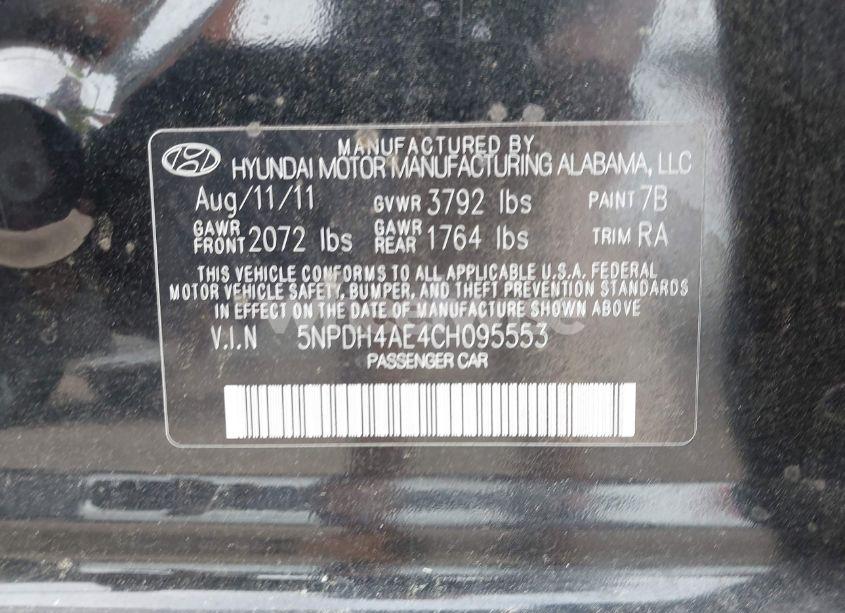 MANUFACTURED BY
HYUNDAI MOTOR MANUFACTURING ALABAMA, LLC
Aug/11/11 GVWR 3792 lbs PAINT 7B
GAWR FRONT 2072 lbs GAWR REAR 1764 lbs TRIM RA
THIS VEHICLE CONFORMS TO ALL APPLICABLE U.S.A. FEDERAL
MOTOR VEHICLE SAFETY, BUMPER, AND THEFT PREVENTION STANDARDS
IN EFFECT ON THE DATE OF MANUFACTURE SHOWN ABOVE
V.I.N 5NPDH4AE4CH095553
PASSENGER CAR